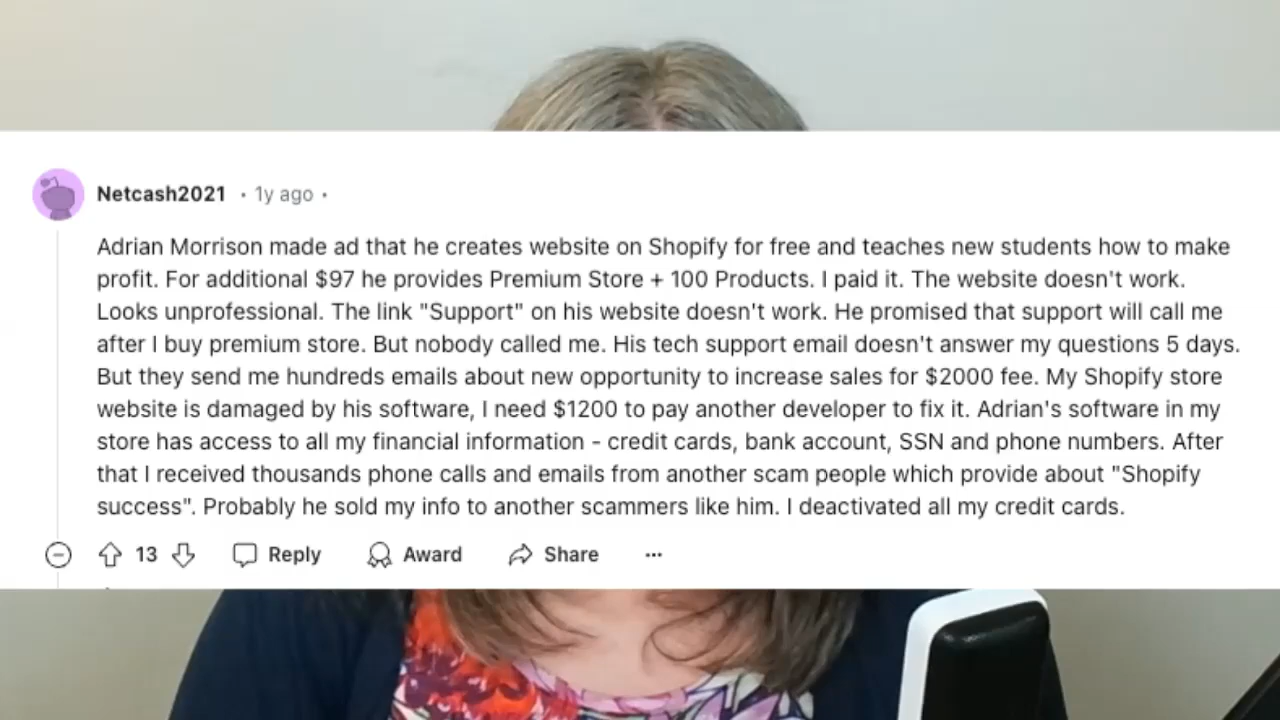 Netcash2021 · 1y ago ·
Adrian Morrison made ad that he creates website on Shopify for free and teaches new students how to make
profit. For additional $97 he provides Premium Store + 100 Products. I paid it. The website doesn't work.
Looks unprofessional. The link "Support" on his website doesn't work. He promised that support will call me
after I buy premium store. But nobody called me. His tech support email doesn't answer my questions 5 days.
But they send me hundreds emails about new opportunity to increase sales for $2000 fee. My Shopify store
website is damaged by his software, I need $1200 to pay another developer to fix it. Adrian's software in my
store has access to all my financial information - credit cards, bank account, SSN and phone numbers. After
that I received thousands phone calls and emails from another scam people which provide about "Shopify
success". Probably he sold my info to another scammers like him. I deactivated all my credit cards.
13 Reply Award Share ...